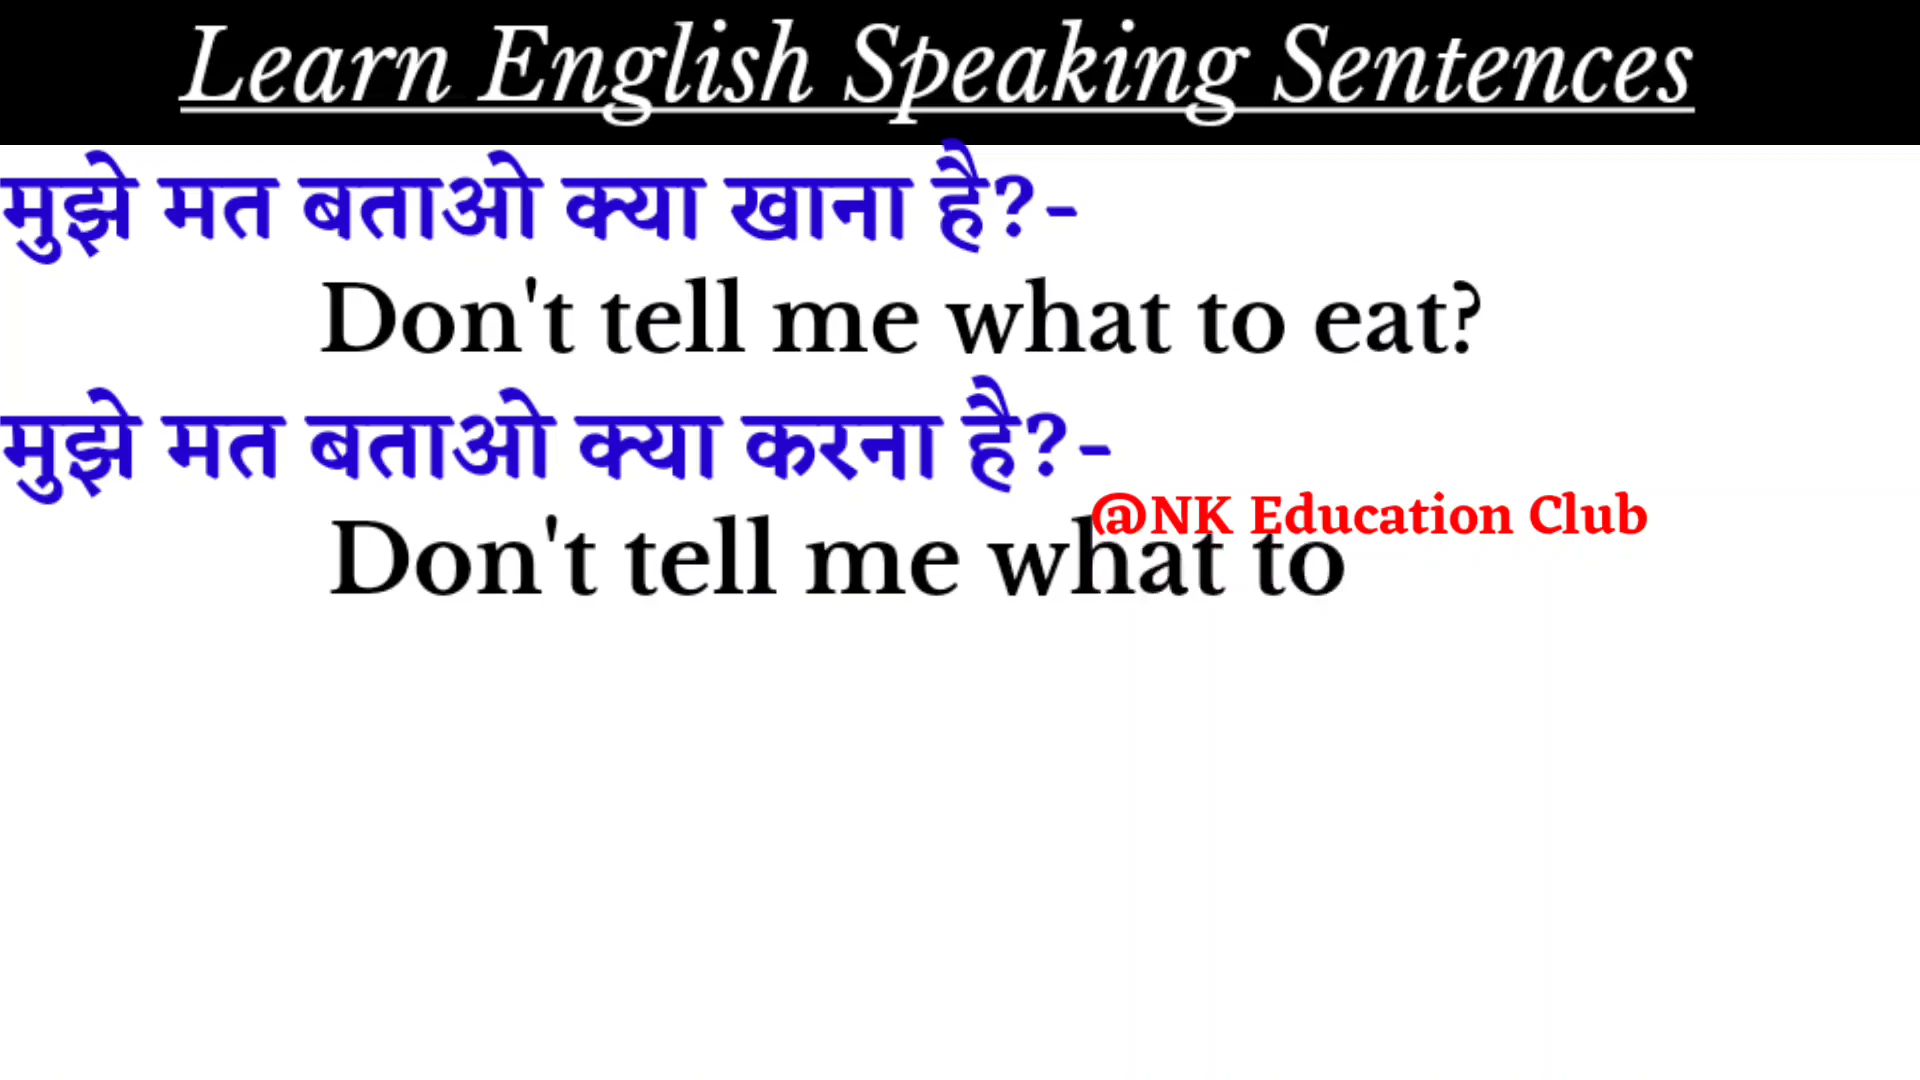 Learn English Speaking Sentences
मुझे मत बताओ क्या खाना है?-
Don't tell me what to eat?
मुझे मत बताओ क्या करना है?-
@NK Education Club
Don't tell me what to